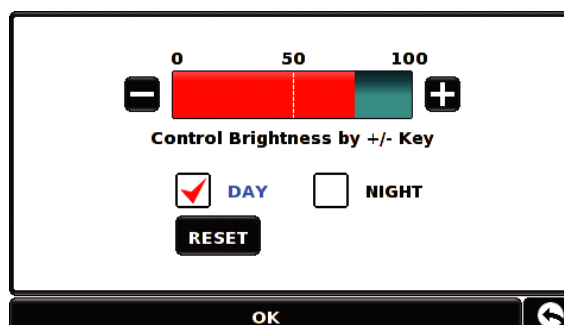 0 50 100
Control Brightness by +/- Key
DAY NIGHT
RESET
OK